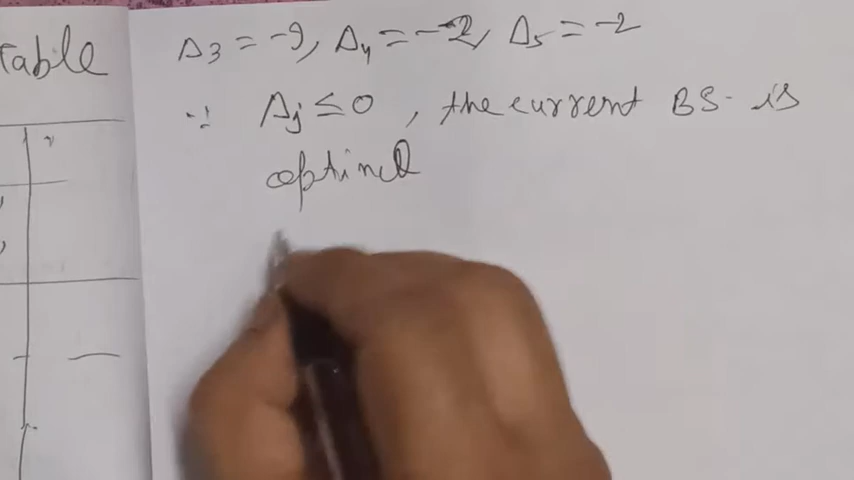 Table
Δ3 = -9, Δ4 = -2, Δ5 = -2
∵ Δj ≤ 0, the current BS. is
optimal